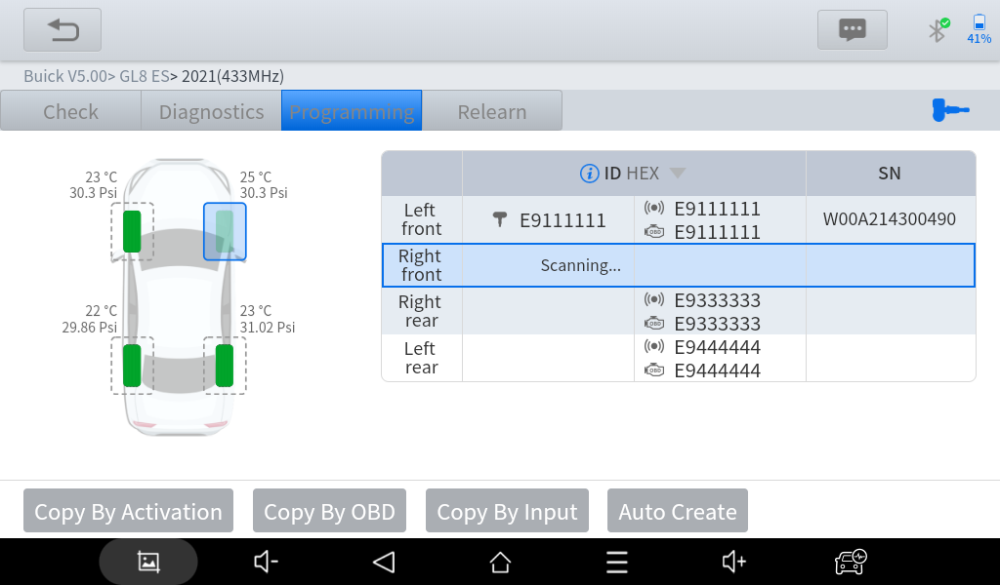 41%
Buick V5.00> GL8 ES> 2021(433MHz)
Check Diagnostics Programming Relearn
23 °C
30.3 Psi
25 °C
30.3 Psi
22 °C
29.86 Psi
23 °C
31.02 Psi
ID HEX SN
Left front E9111111 E9111111 W00A214300490
OBD E9111111
Right front Scanning...
Right rear E9333333
OBD E9333333
Left rear E9444444
OBD E9444444
Copy By Activation Copy By OBD Copy By Input Auto Create